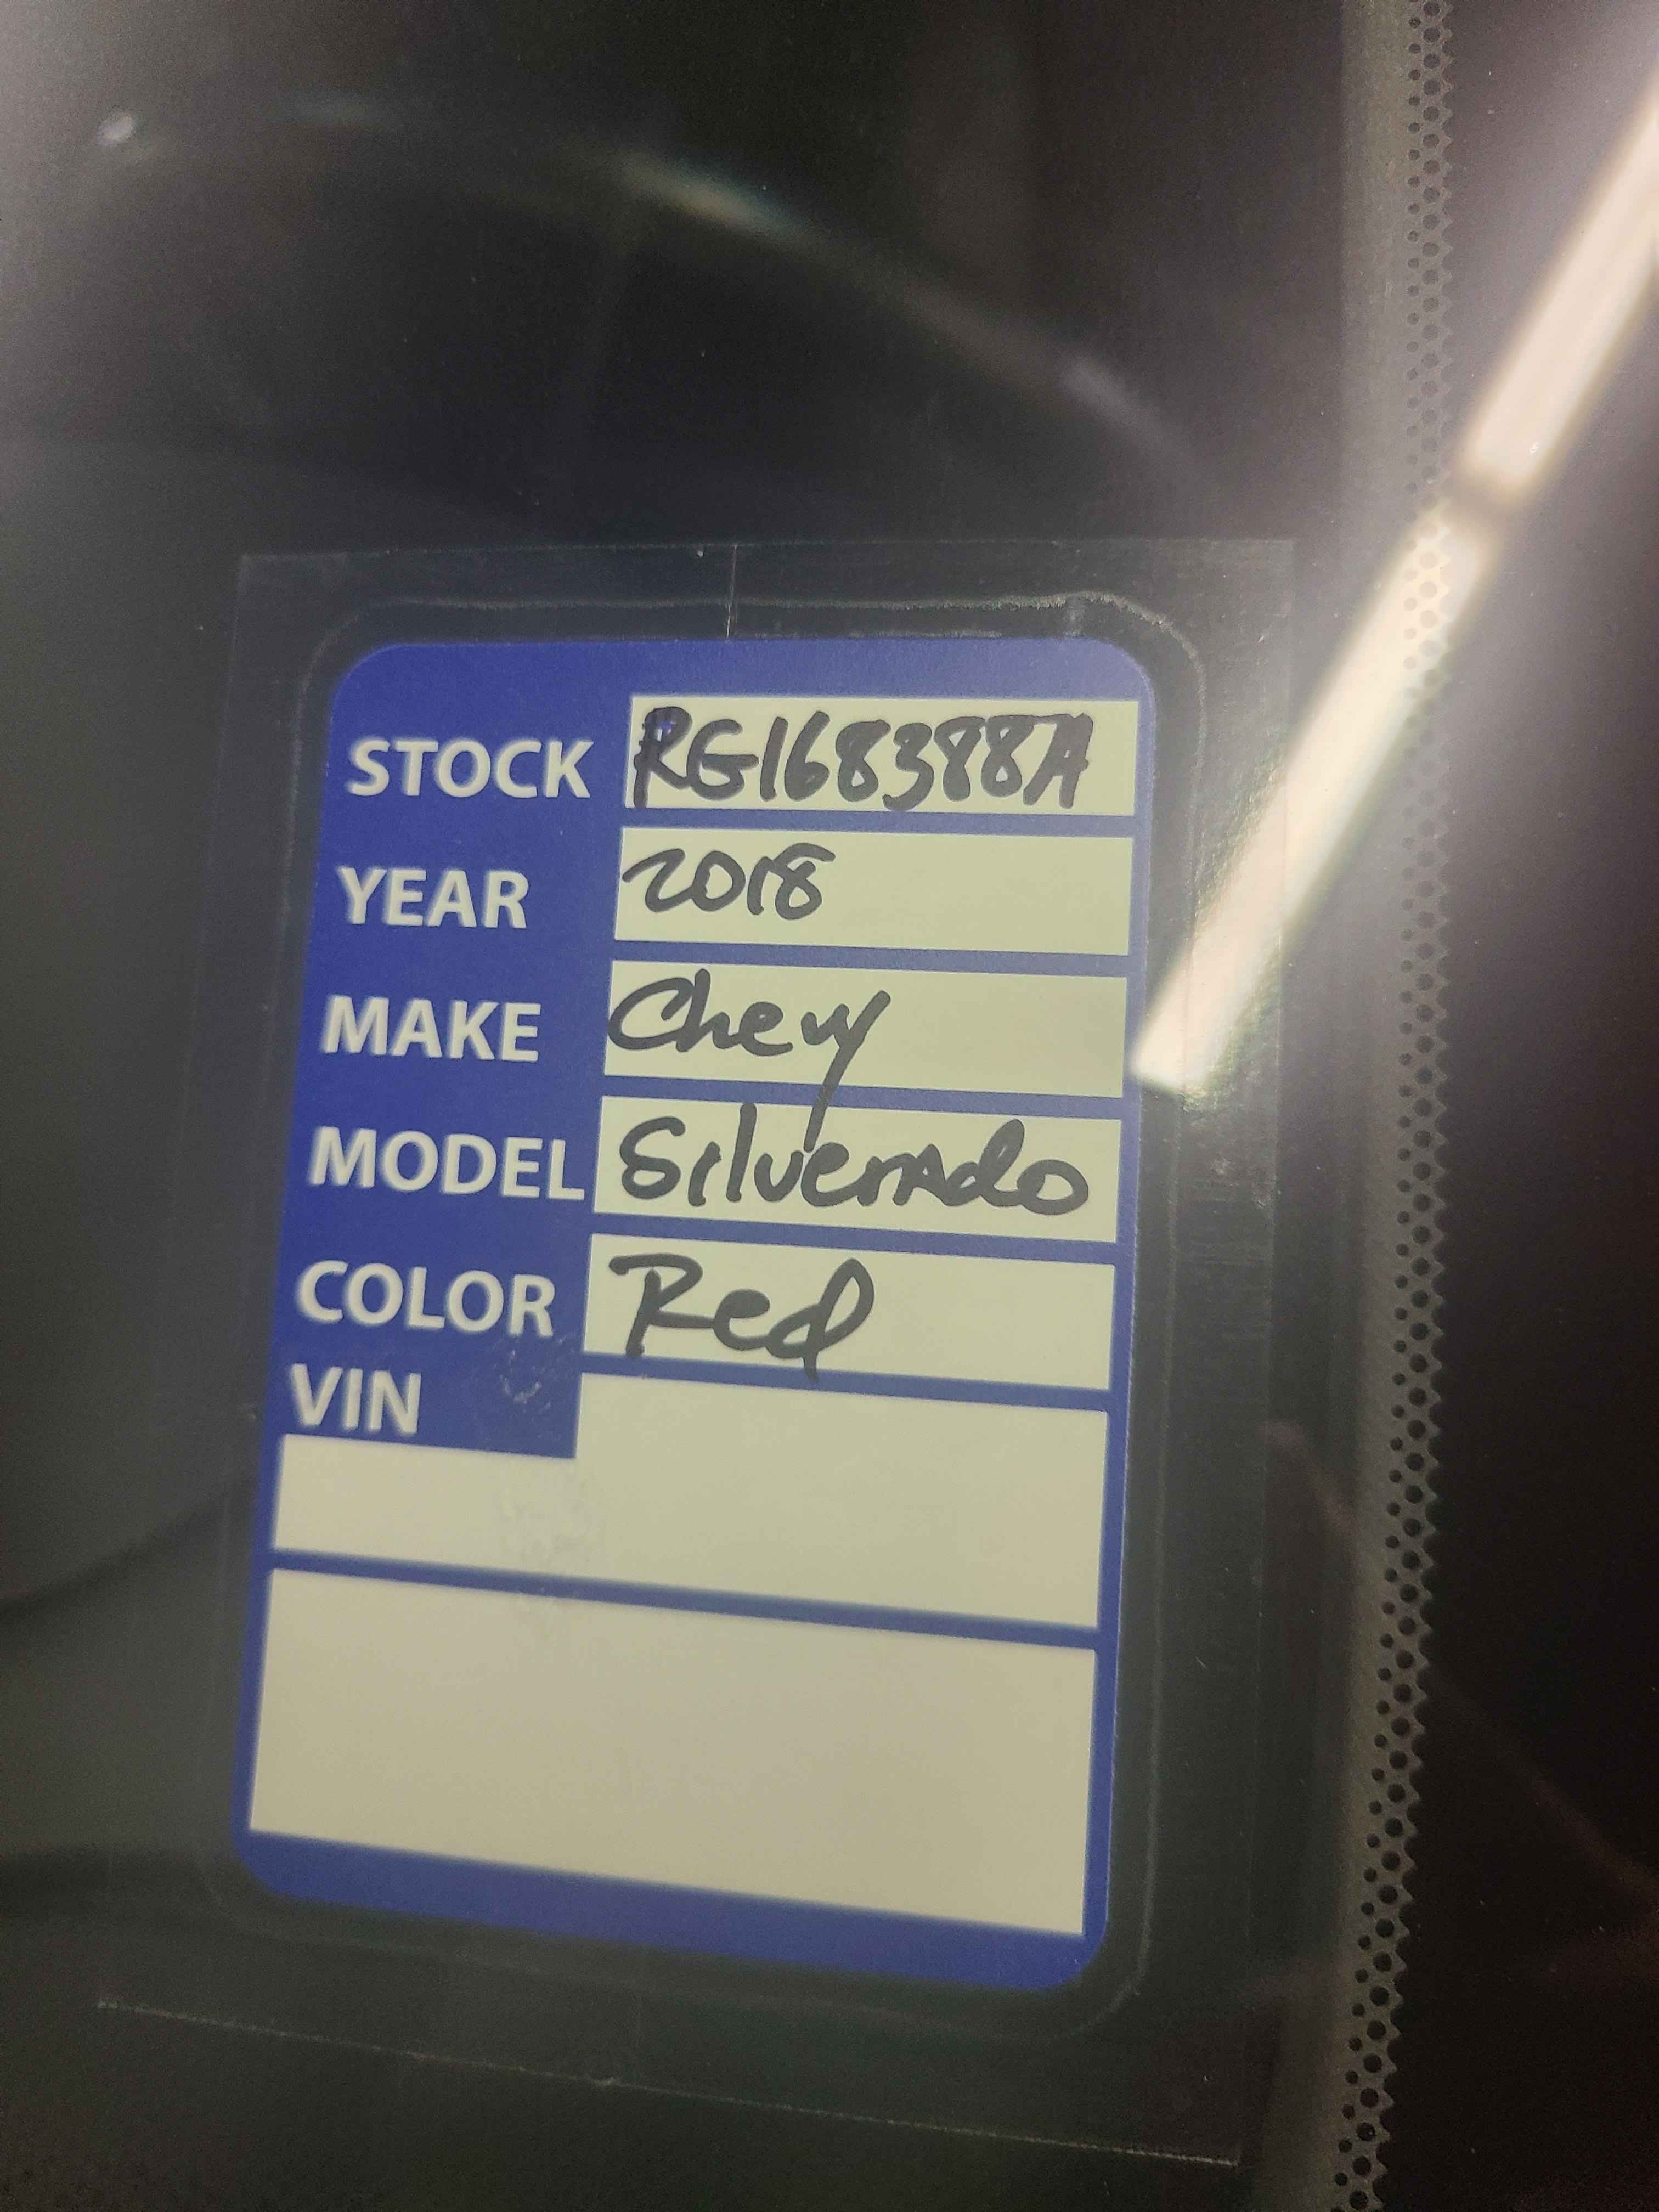 STOCK RG168388A
YEAR 2018
MAKE Chevy
MODEL Silverado
COLOR Red
VIN